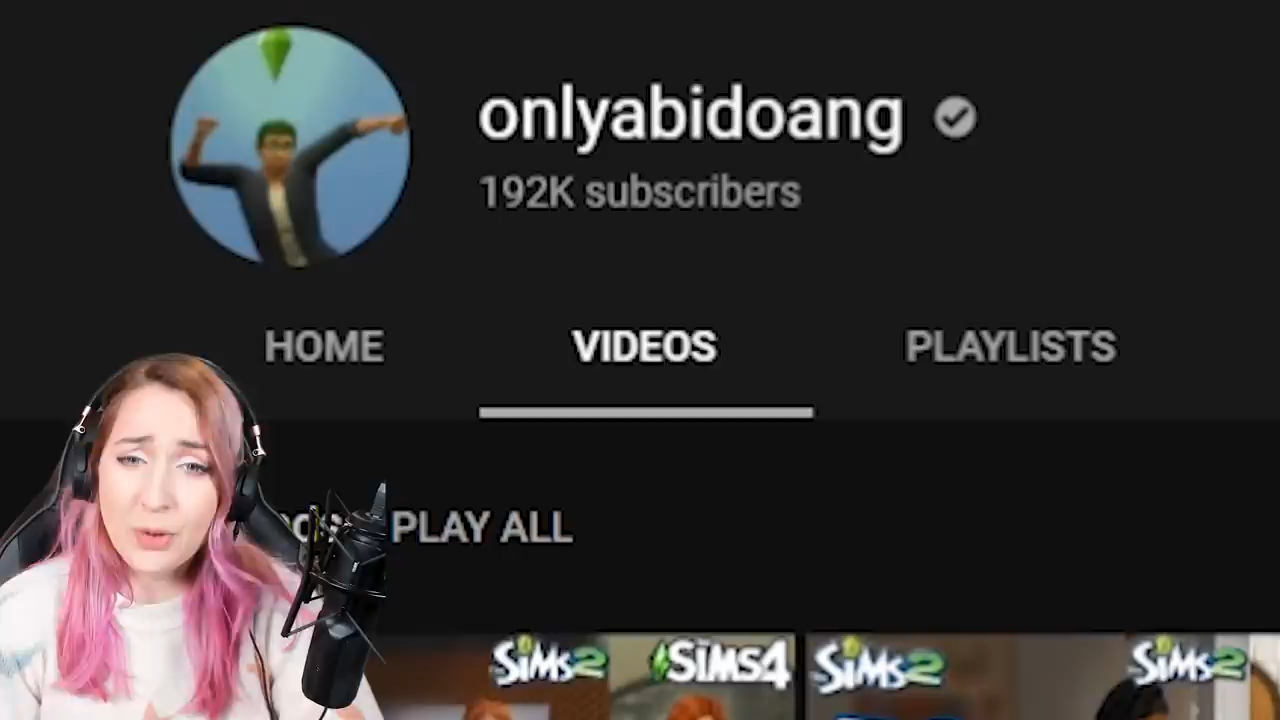 onlyabidoang
192K subscribers
HOME VIDEOS PLAYLISTS
PLAY ALL
SiMS2 SiMS4 SiMS2 SiMS2